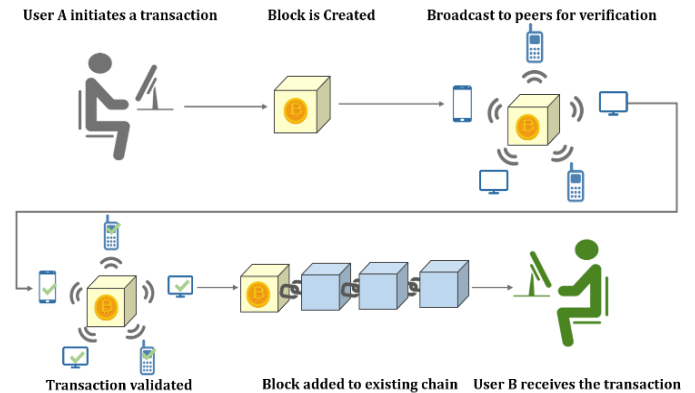 User A initiates a transaction
Block is Created
Broadcast to peers for verification
Transaction validated
Block added to existing chain
User B receives the transaction